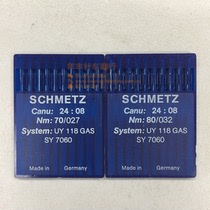 SCHMETZ
Canu: 24:08
Nm: 70/027
System: UY 118 GAS
SY 7060
Made in Germany
SCHMETZ
Canu: 24:08
Nm: 80/032
System: UY 118 GAS
SY 7060
Made in Germany